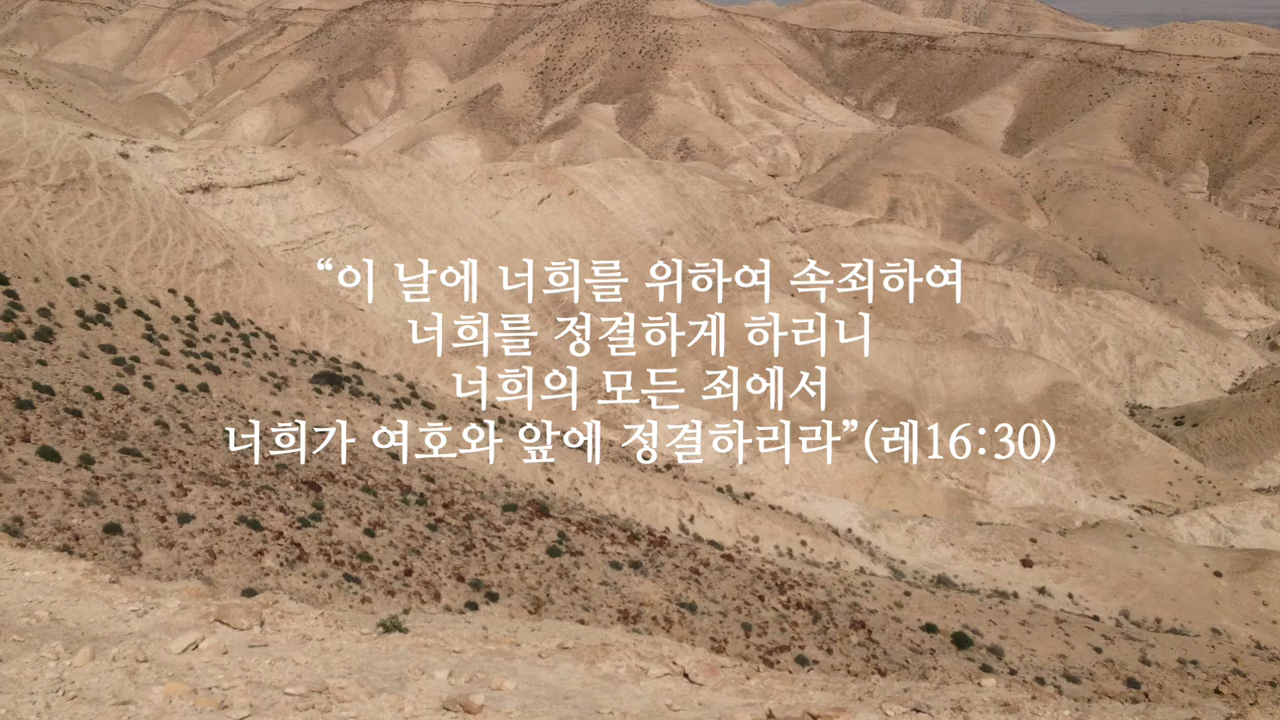 “이 날에 너희를 위하여 속죄하여
너희를 정결하게 하리니
너희의 모든 죄에서
너희가 여호와 앞에 정결하리라”(레16:30)